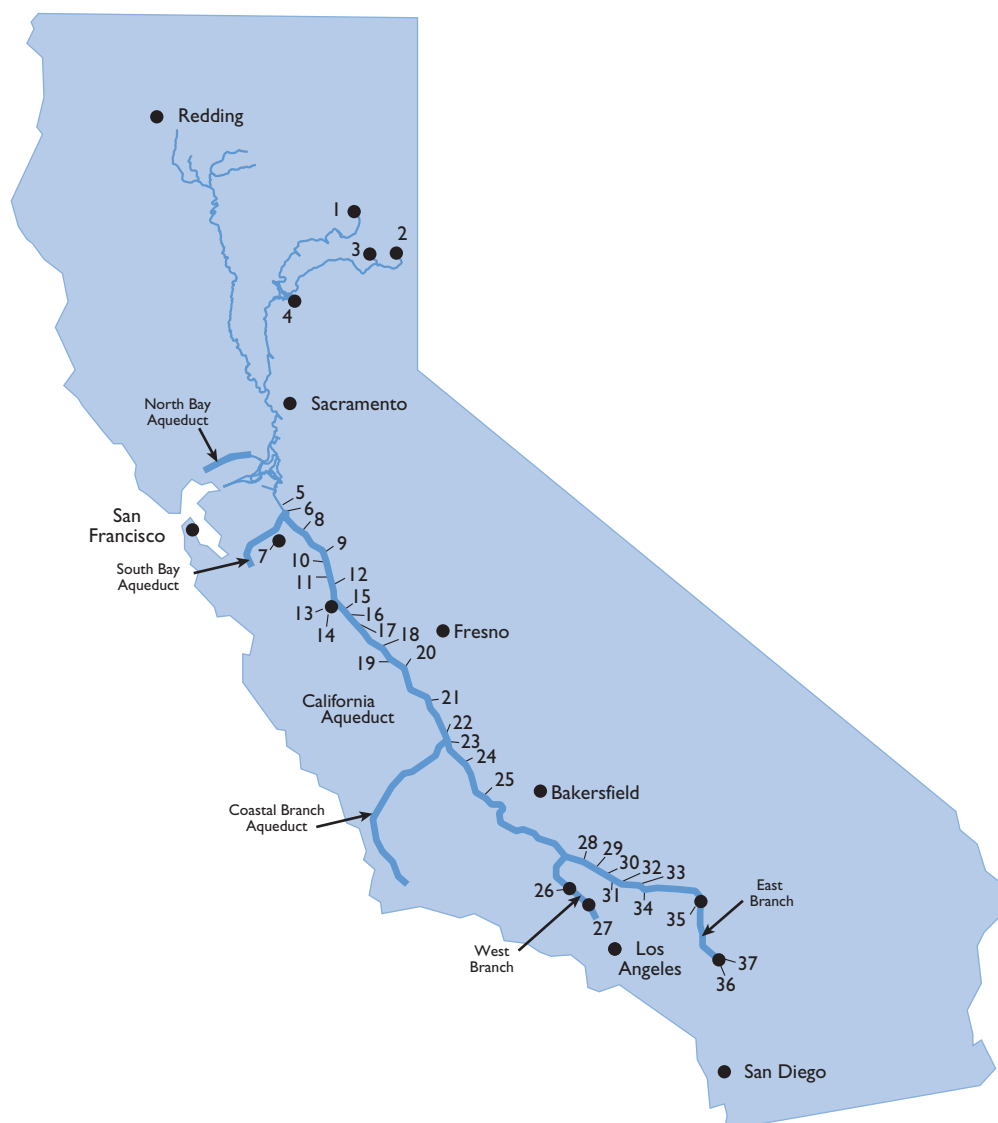 Redding
1
2
3
4
Sacramento
North Bay
Aqueduct
5
6
8
San
Francisco
7
9
South Bay
Aqueduct
10
11
12
13
14
15
16
17
18
Fresno
19
20
21
California
Aqueduct
22
23
24
25
Bakersfield
Coastal Branch
Aqueduct
28
29
30
32
33
26
31
34
35
East
Branch
27
West
Branch
Los
Angeles
37
36
San Diego